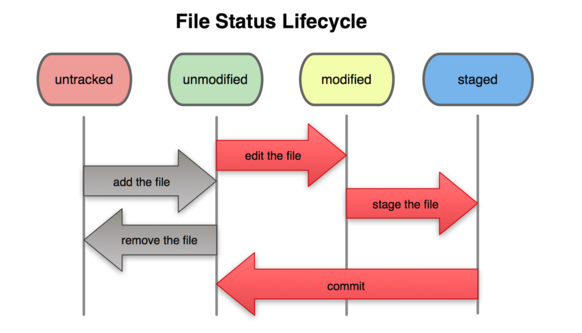 File Status Lifecycle
untracked
unmodified
modified
staged
edit the file
add the file
stage the file
remove the file
commit